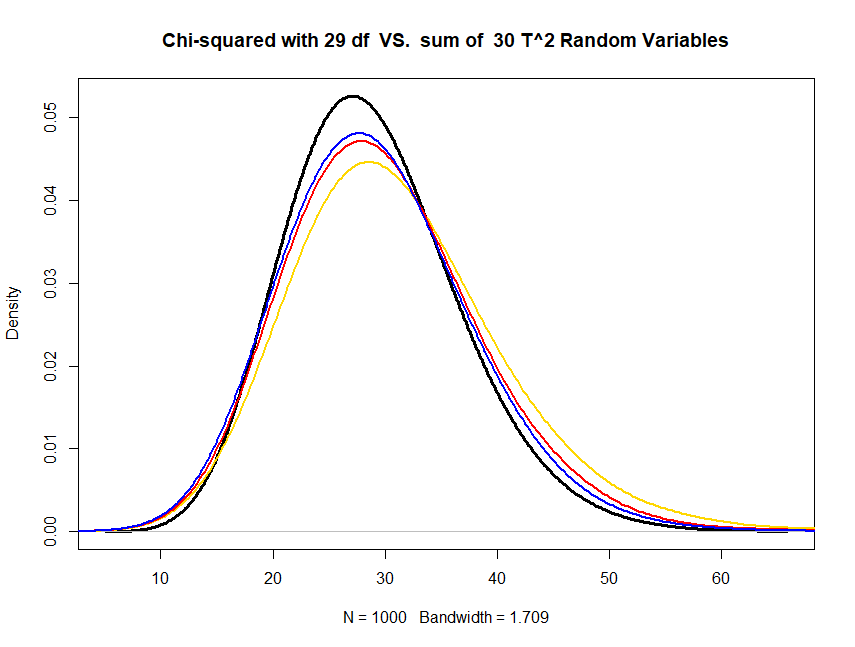 Chi-squared with 29 df VS. sum of 30 T^2 Random Variables
Density
0.05
0.04
0.03
0.02
0.01
0.00
10 20 30 40 50 60
N = 1000 Bandwidth = 1.709